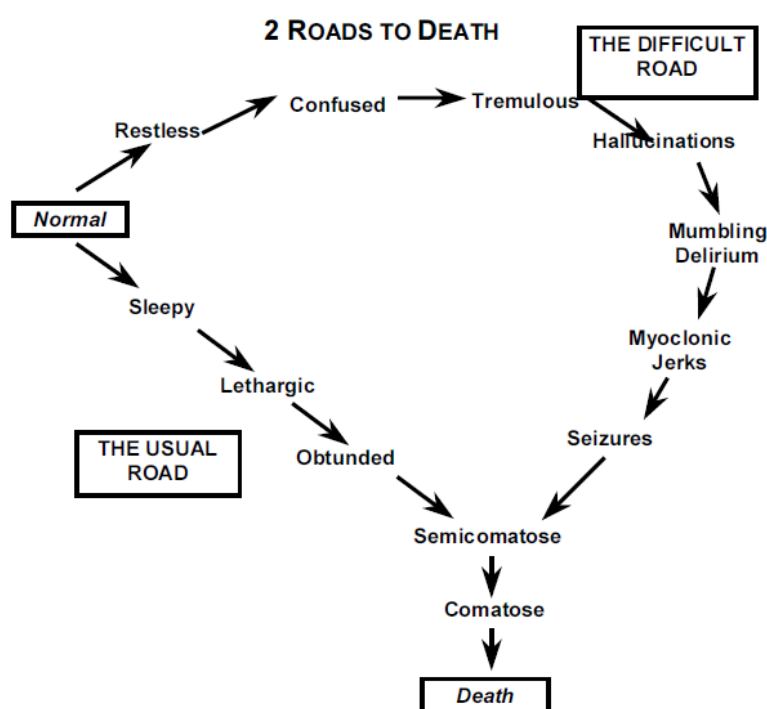 2 ROADS TO DEATH
THE DIFFICULT
ROAD
Confused
Tremulous
Restless
Hallucinations
Normal
Mumbling
Delirium
Sleepy
Myoclonic
Jerks
Lethargic
THE USUAL
ROAD
Seizures
Obtunded
Semicomatose
Comatose
Death